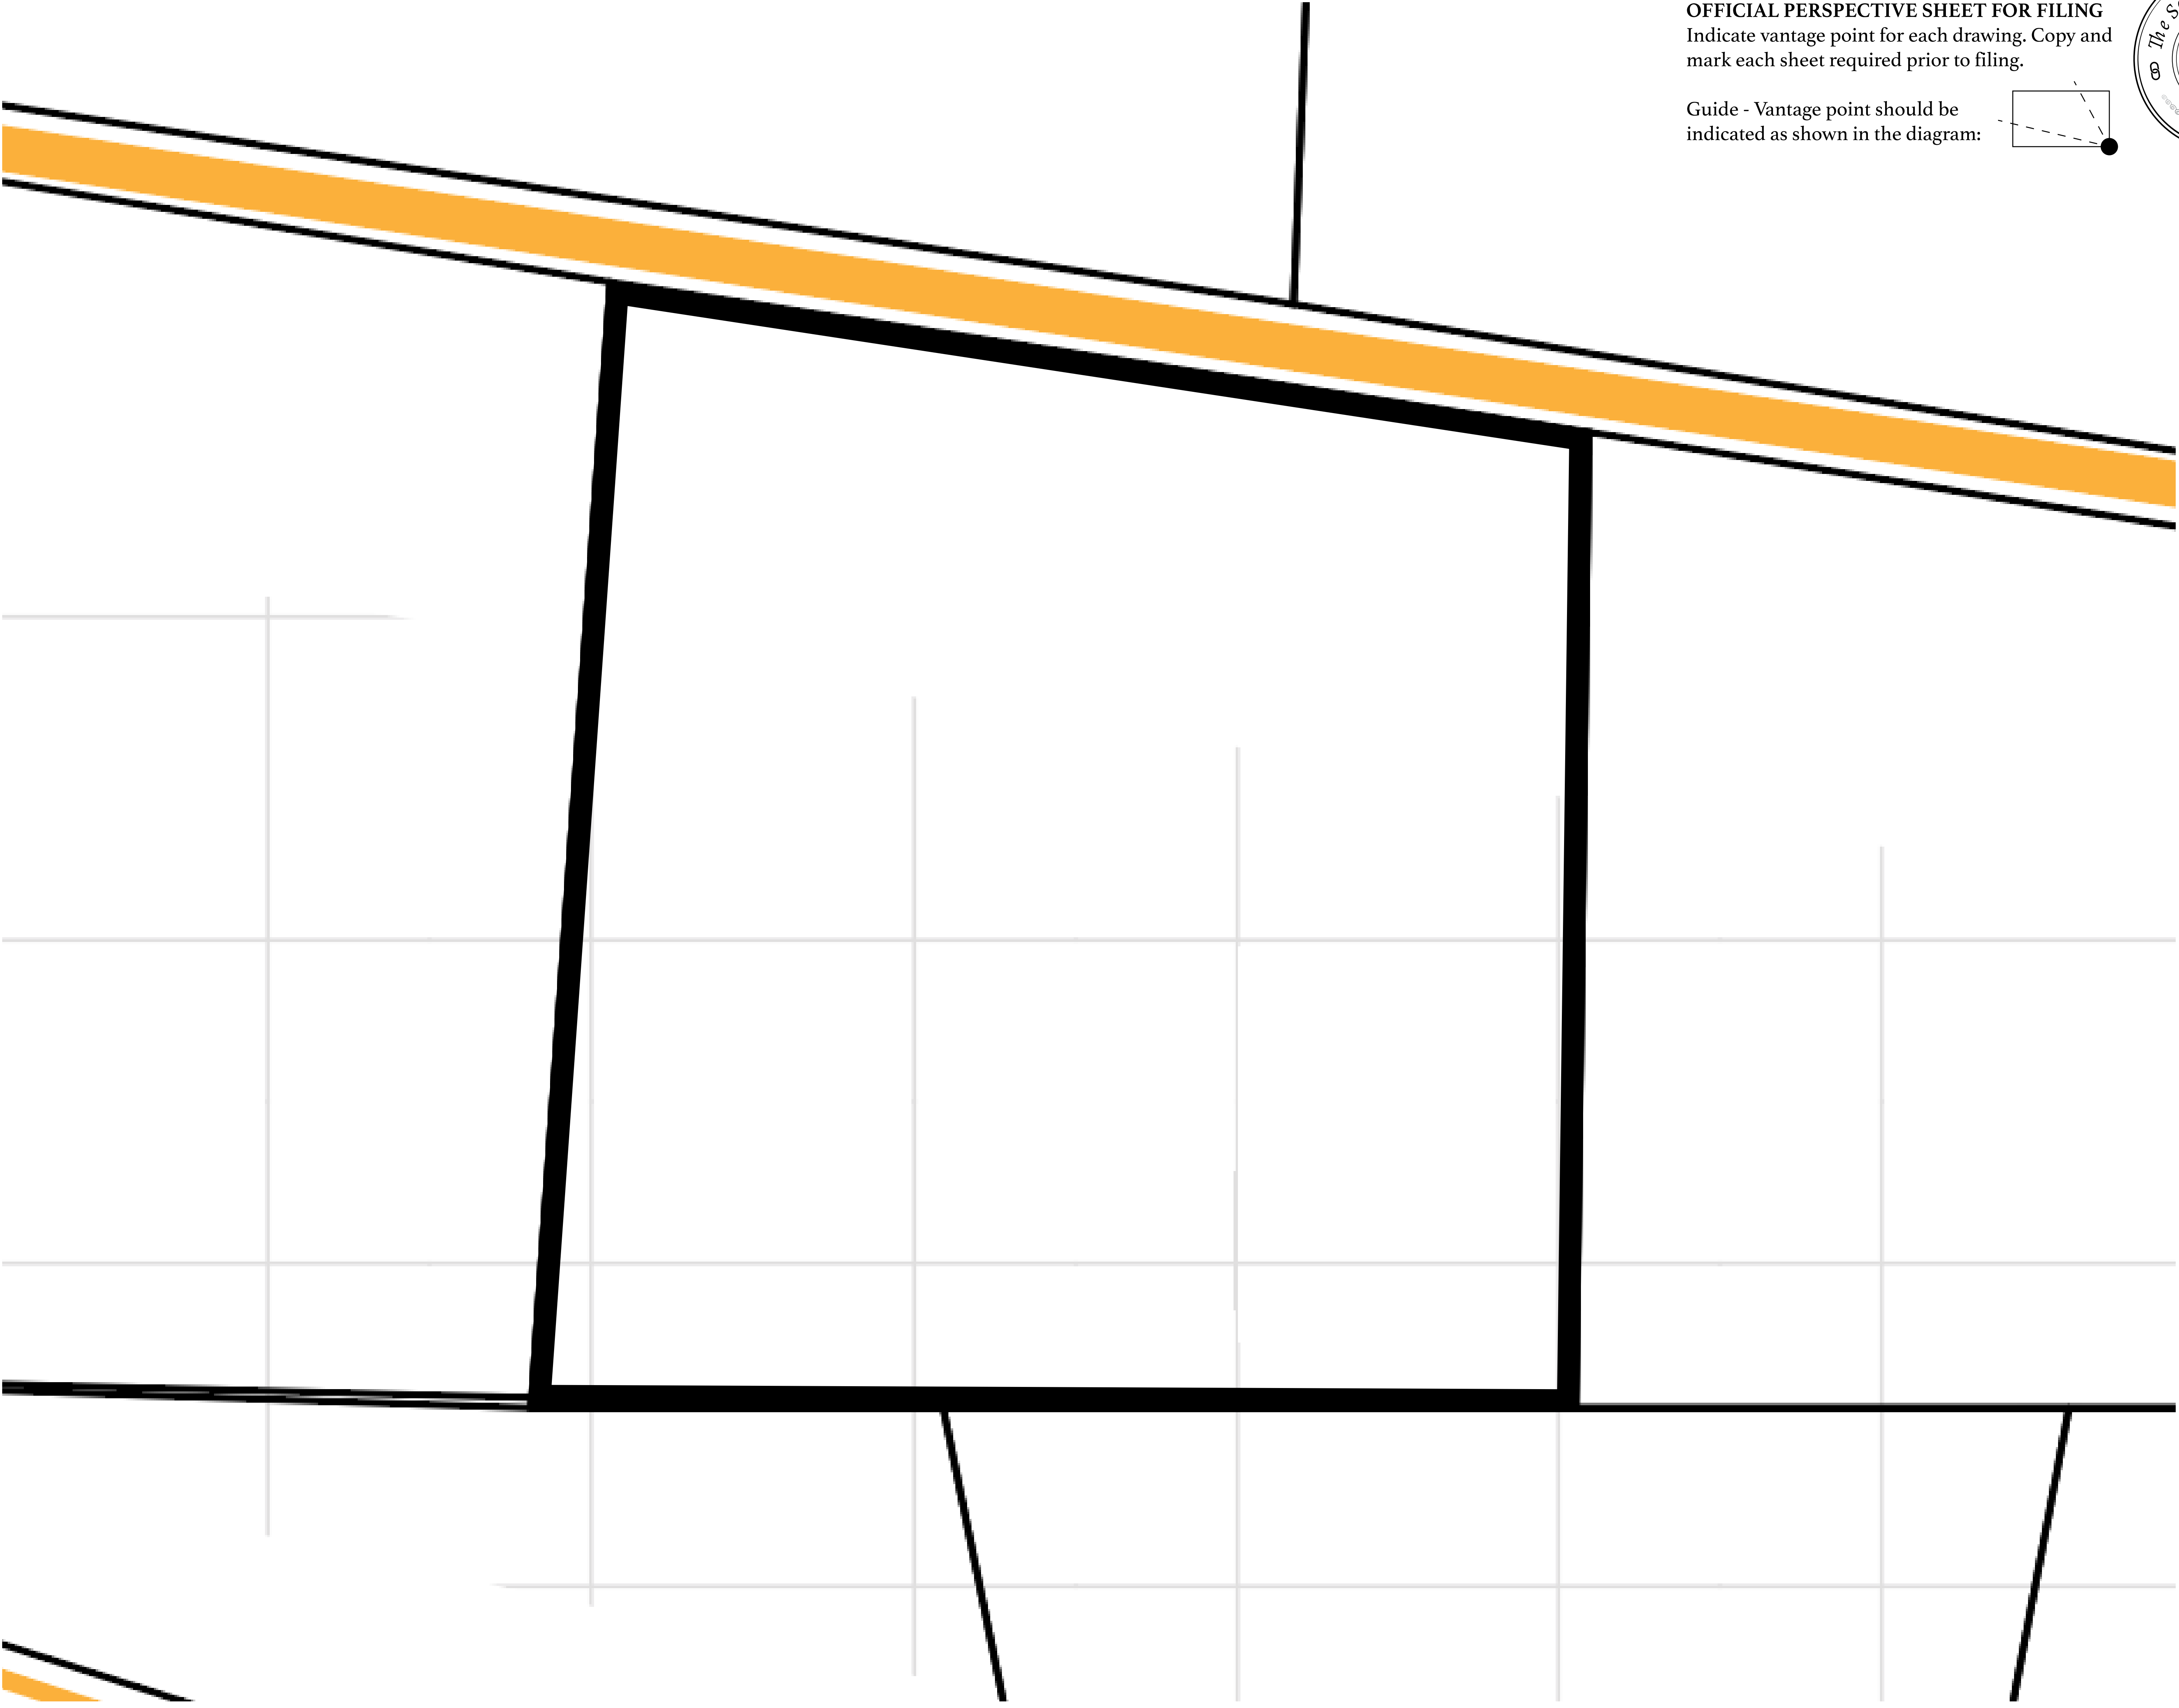 OFFICIAL PERSPECTIVE SHEET FOR FILING
Indicate vantage point for each drawing. Copy and
mark each sheet required prior to filing.
Guide - Vantage point should be
indicated as shown in the diagram:
The